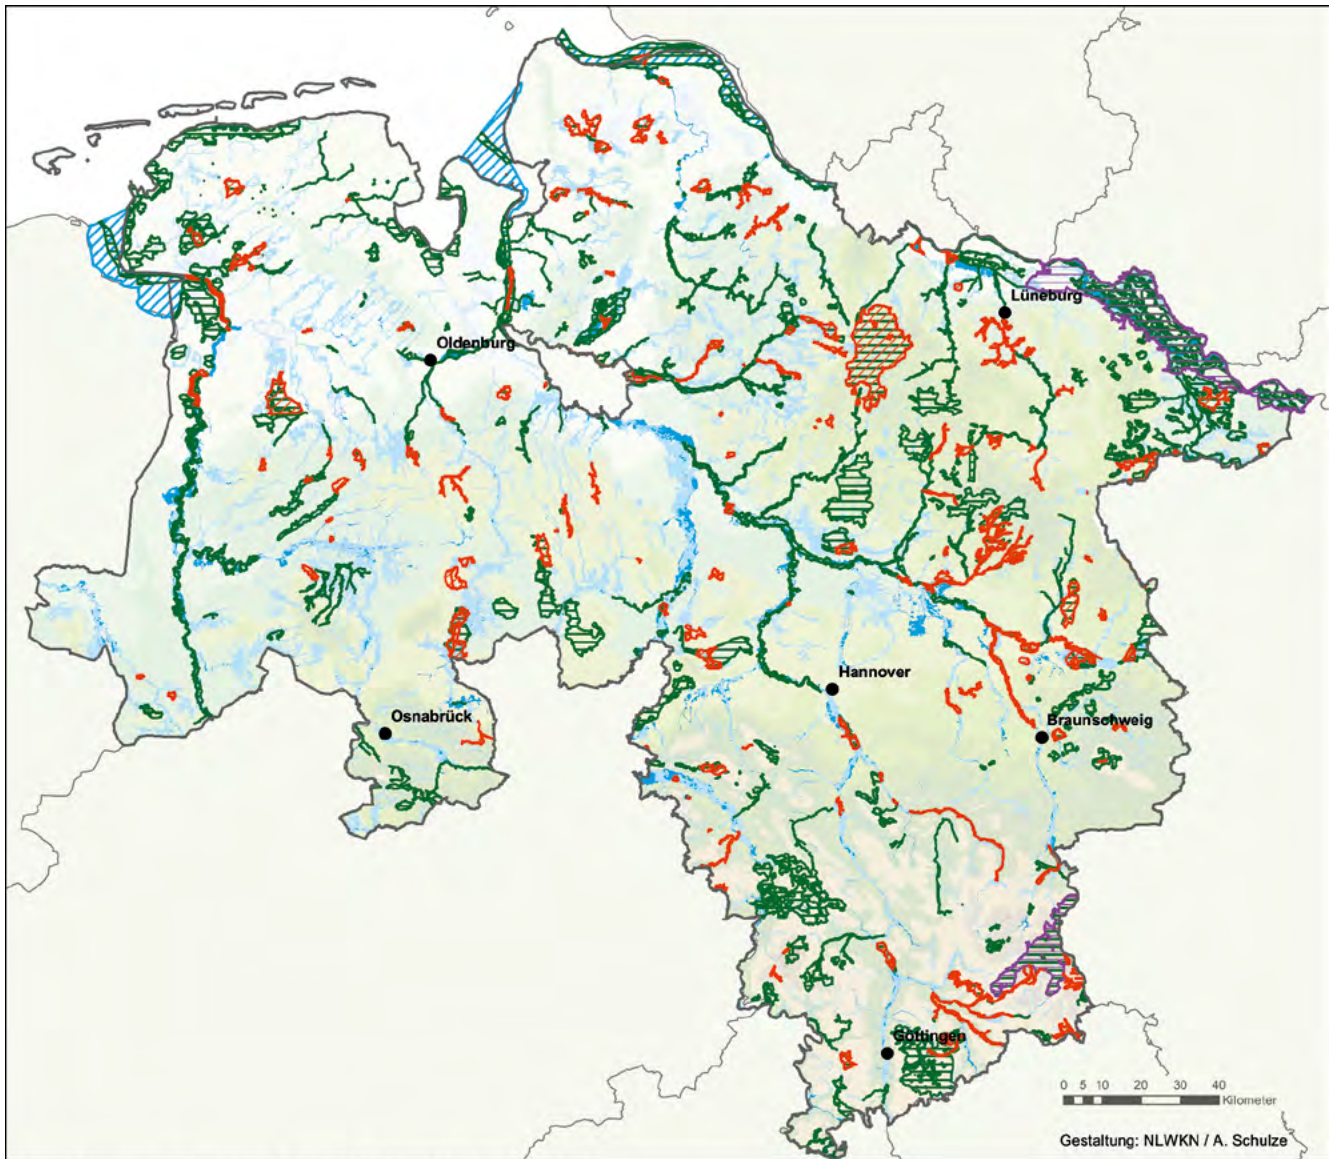 Lüneburg
Oldenburg
Hannover
Osnabrück
Braunschweig
Göttingen
0 5 10 20 30 40
Kilometer
Gestaltung: NLWKN / A. Schulze